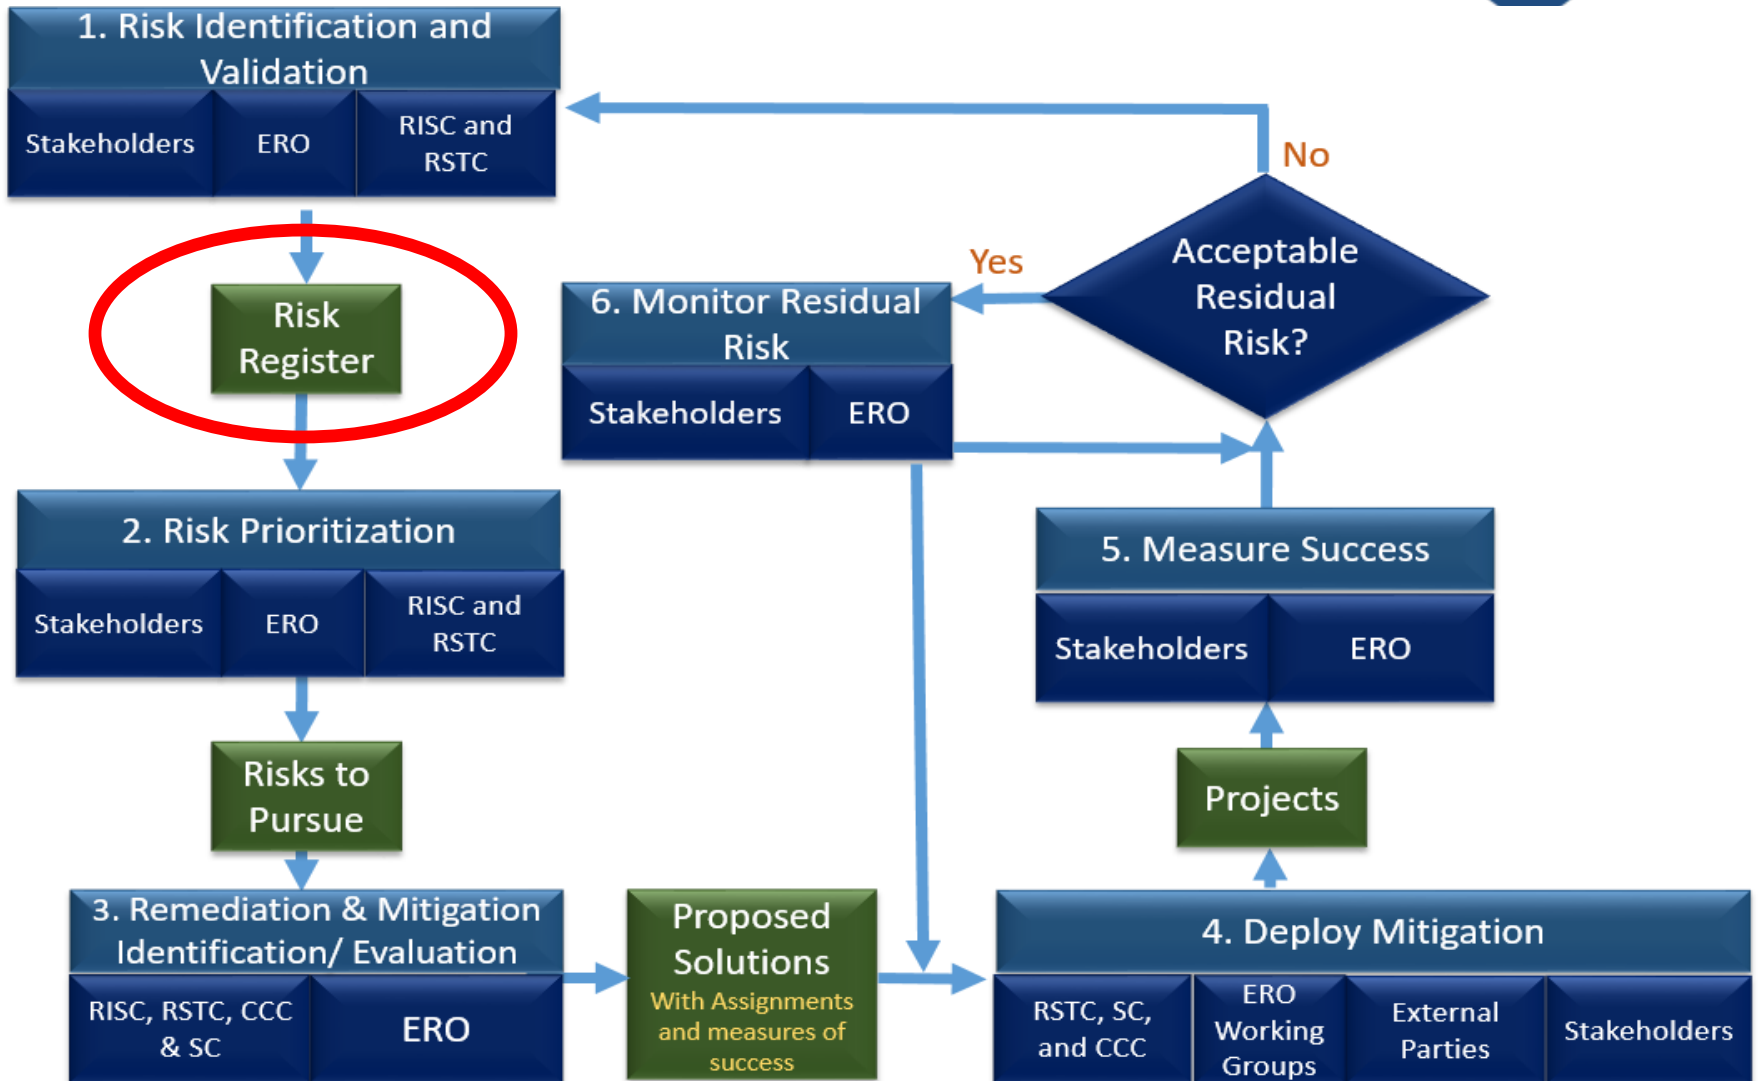 1. Risk Identification and
Validation
Stakeholders
ERO
RISC and
RSTC
Risk
Register
2. Risk Prioritization
Stakeholders
ERO
RISC and
RSTC
Risks to
Pursue
3. Remediation & Mitigation
Identification/ Evaluation
RISC, RSTC, CCC
& SC
ERO
Proposed
Solutions
With Assignments
and measures of
success
4. Deploy Mitigation
RSTC, SC,
and CCC
ERO
Working
Groups
External
Parties
Stakeholders
Projects
5. Measure Success
Stakeholders
ERO
Acceptable
Residual
Risk?
No
Yes
6. Monitor Residual
Risk
Stakeholders
ERO